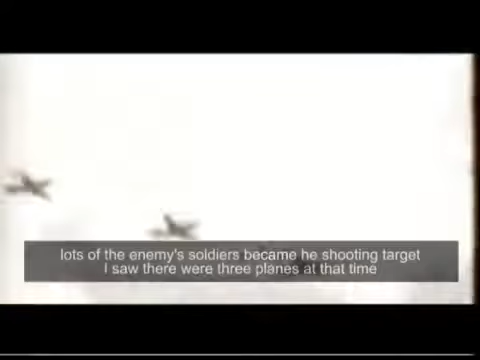 lots of the enemy's soldiers became he shooting target
I saw there were three planes at that time